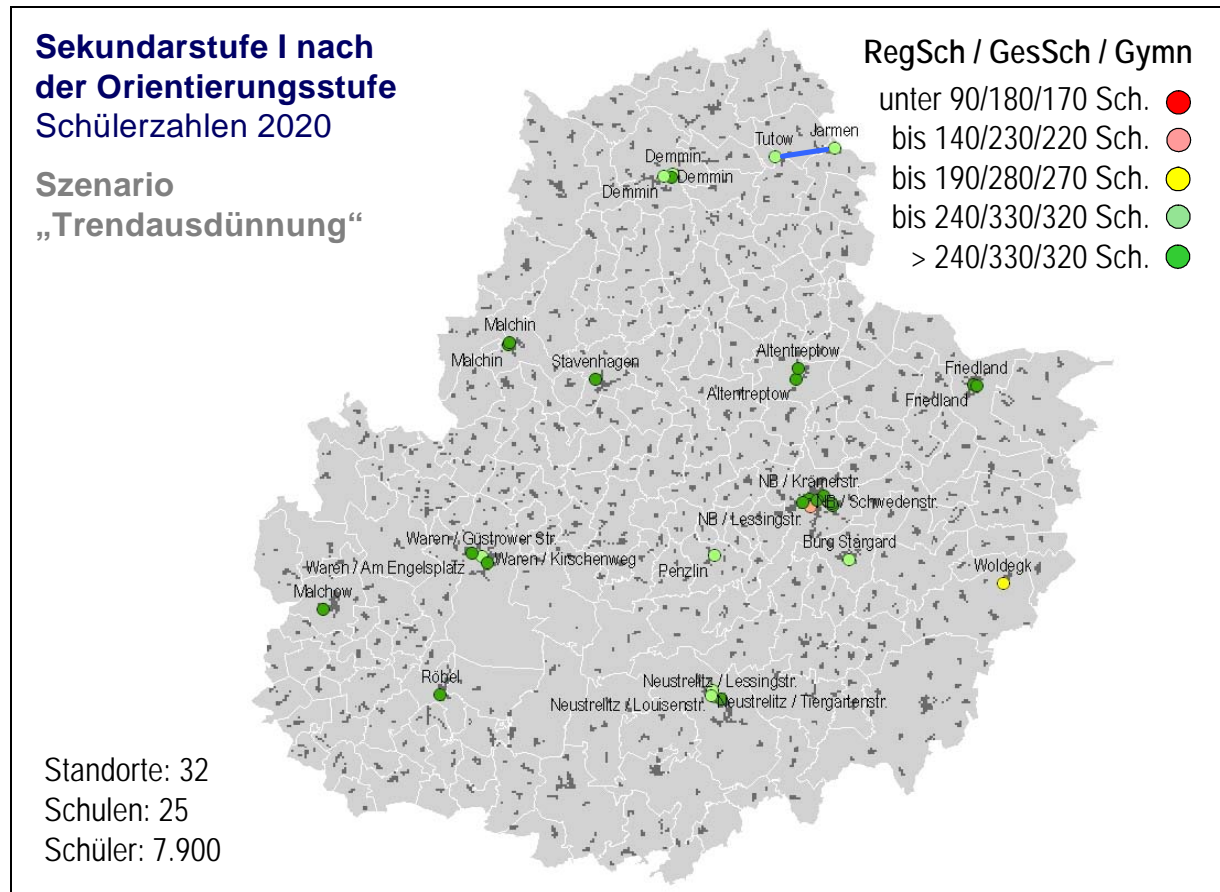 Sekundarstufe I nach
der Orientierungsstufe
Schülerzahlen 2020
Szenario
„Trendausdünnung“
RegSch / GesSch / Gymn
unter 90/180/170 Sch.
bis 140/230/220 Sch.
bis 190/280/270 Sch.
bis 240/330/320 Sch.
> 240/330/320 Sch.
Tutow
Jarmen
Demmin
Demmin
Demmin
Malchin
Malchin
Stavenhagen
Altentreptow
Altentreptow
Friedland
Friedland
NB / Krämerstr.
NB / Schwedenstr.
NB / Lessingstr.
Burg Stargard
Waren / Güstrower Str.
Waren / Kirschenweg
Waren / Am Engelsplatz
Penzlin
Woldegk
Malchow
Röbel
Neustrelitz / Lessingstr.
Neustrelitz / Louisenstr.
Neustrelitz / Tiergartenstr.
Standorte: 32
Schulen: 25
Schüler: 7.900